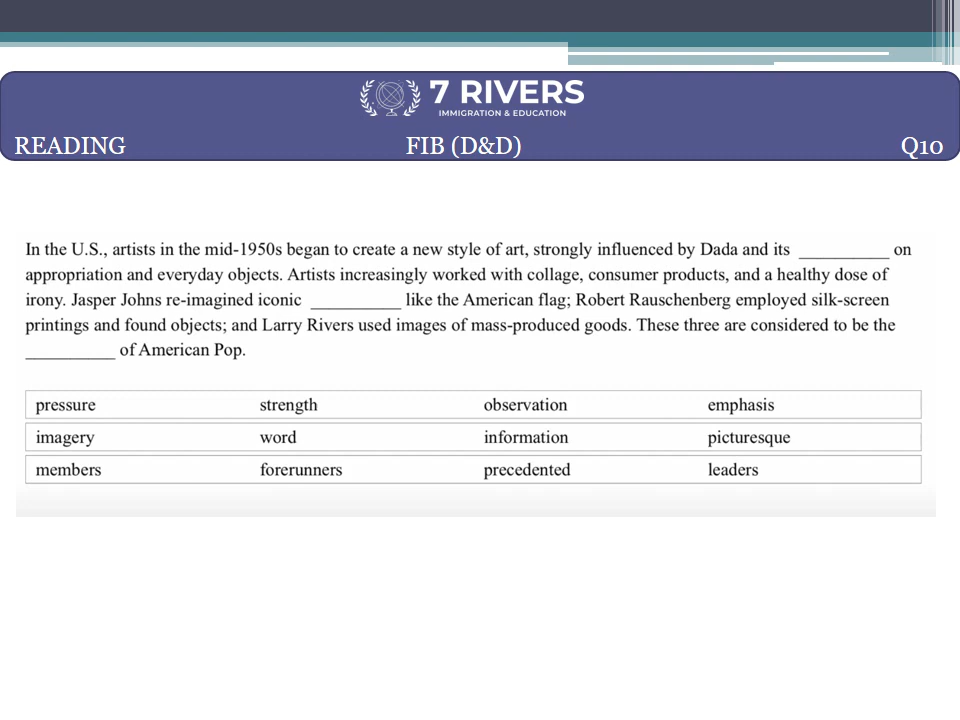 7 RIVERS
IMMIGRATION & EDUCATION
READING FIB (D&D) Q10
In the U.S., artists in the mid-1950s began to create a new style of art, strongly influenced by Dada and its __________ on
appropriation and everyday objects. Artists increasingly worked with collage, consumer products, and a healthy dose of
irony. Jasper Johns re-imagined iconic __________ like the American flag; Robert Rauschenberg employed silk-screen
printings and found objects; and Larry Rivers used images of mass-produced goods. These three are considered to be the
__________ of American Pop.
pressure strength observation emphasis
imagery word information picturesque
members forerunners precedented leaders